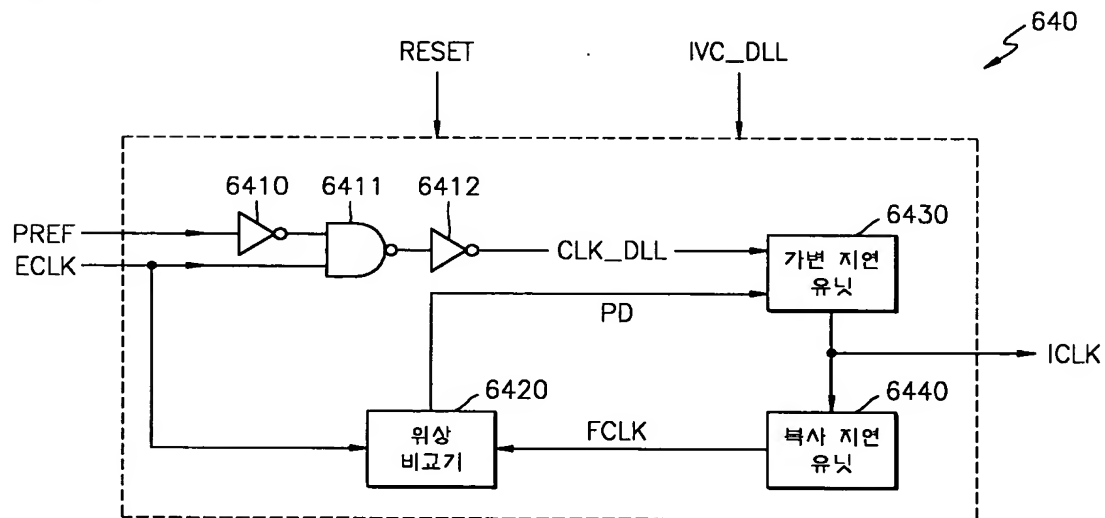 640
RESET
IVC_DLL
6410
6411
6412
6430
PREF
ECLK
CLK_DLL
가변 지연
유닛
PD
ICLK
6420
6440
위상
비교기
FCLK
복사 지연
유닛